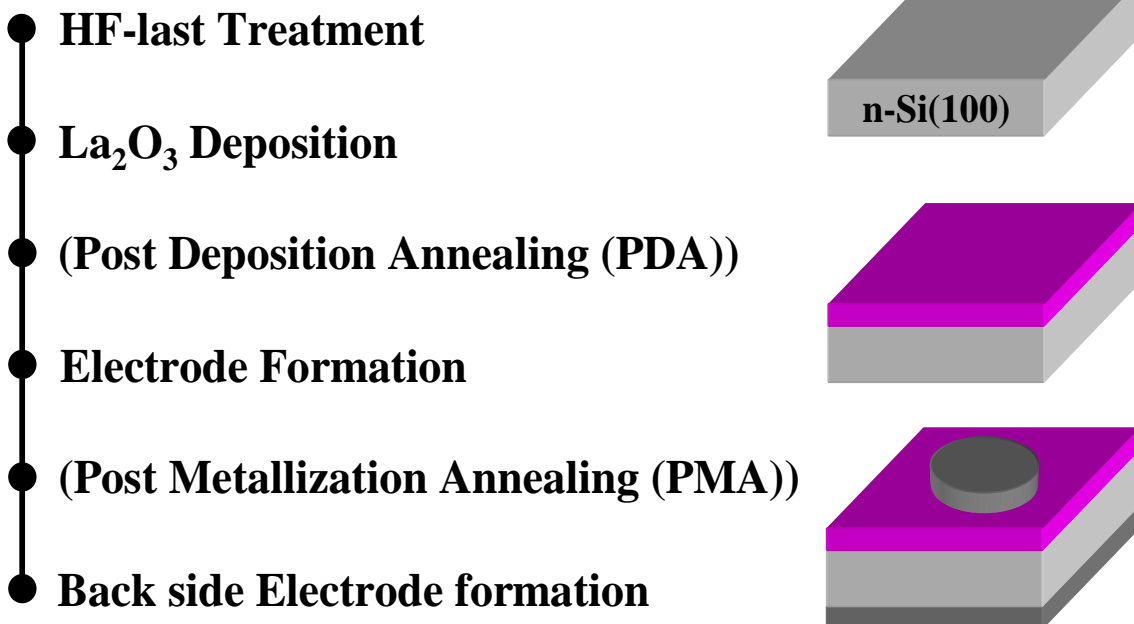 HF-last Treatment
n-Si(100)
La₂O₃ Deposition
(Post Deposition Annealing (PDA))
Electrode Formation
(Post Metallization Annealing (PMA))
Back side Electrode formation